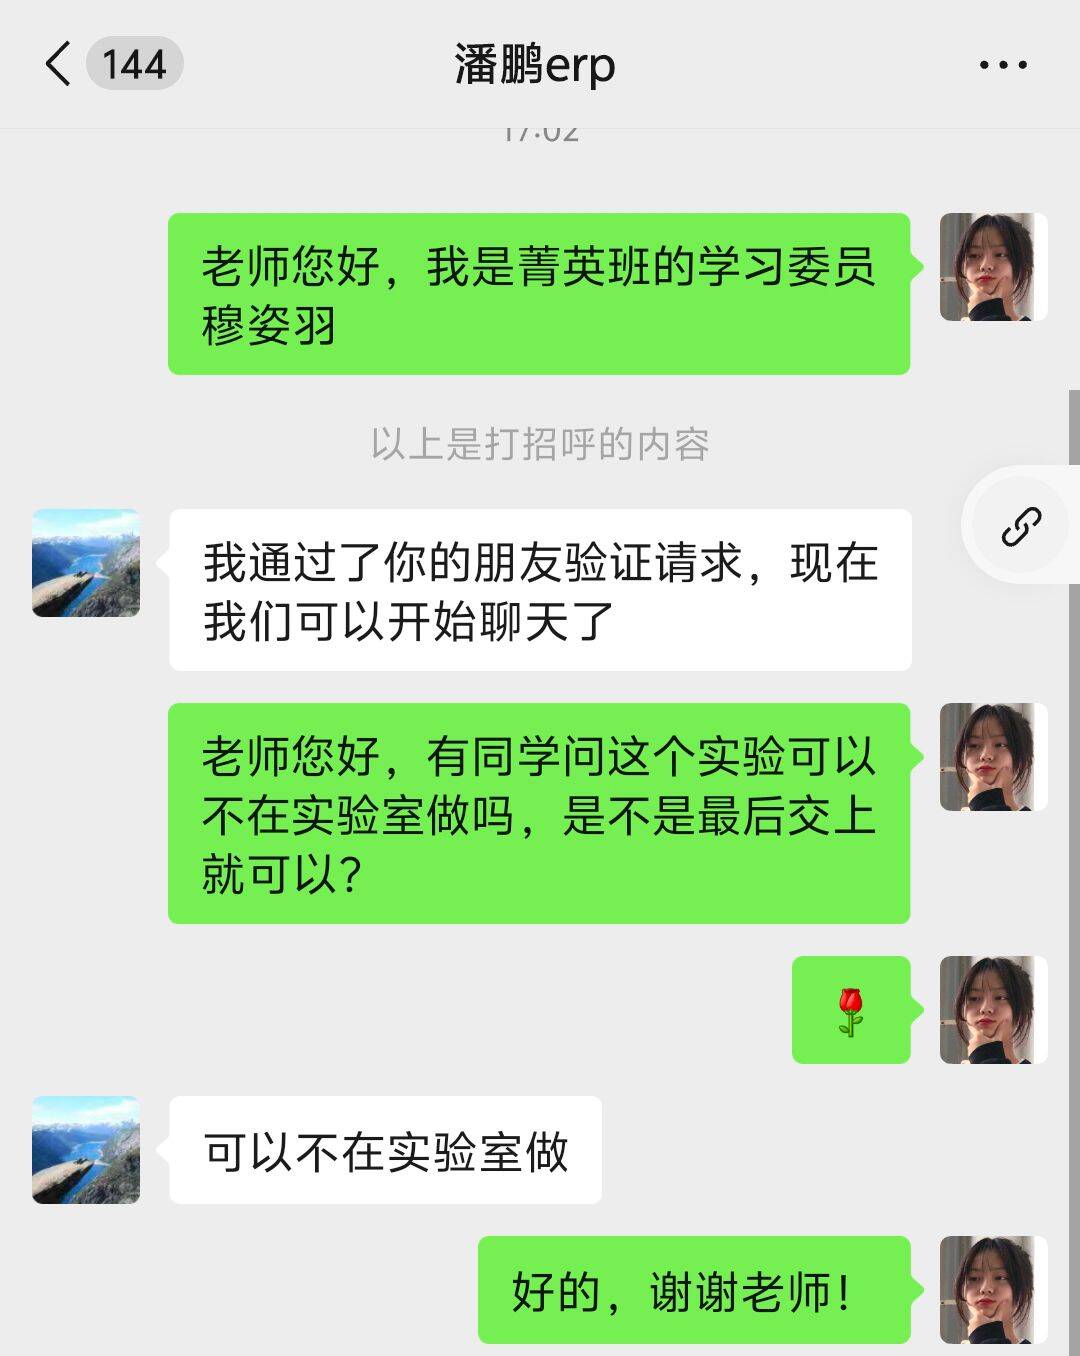 144
潘鹏erp
17:02
老师您好，我是菁英班的学习委员
穆姿羽
以上是打招呼的内容
我通过了你的朋友验证请求，现在
我们可以开始聊天了
老师您好，有同学问这个实验可以
不在实验室做吗，是不是最后交上
就可以？
可以不在实验室做
好的，谢谢老师！